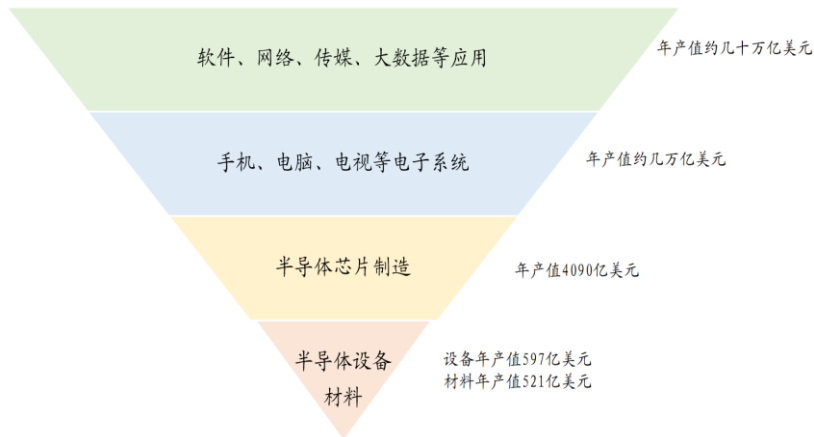 软件、网络、传媒、大数据等应用
年产值约几十万亿美元
手机、电脑、电视等电子系统
年产值约几万亿美元
半导体芯片制造
年产值4090亿美元
半导体设备
材料
设备年产值597亿美元
材料年产值521亿美元